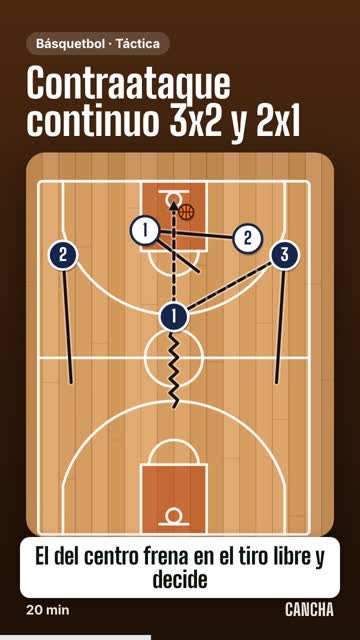 Básquetbol · Táctica
Contraataque
continuo 3x2 y 2x1
1
2
2
3
1
El del centro frena en el tiro libre y
decide
20 min
CANCHA